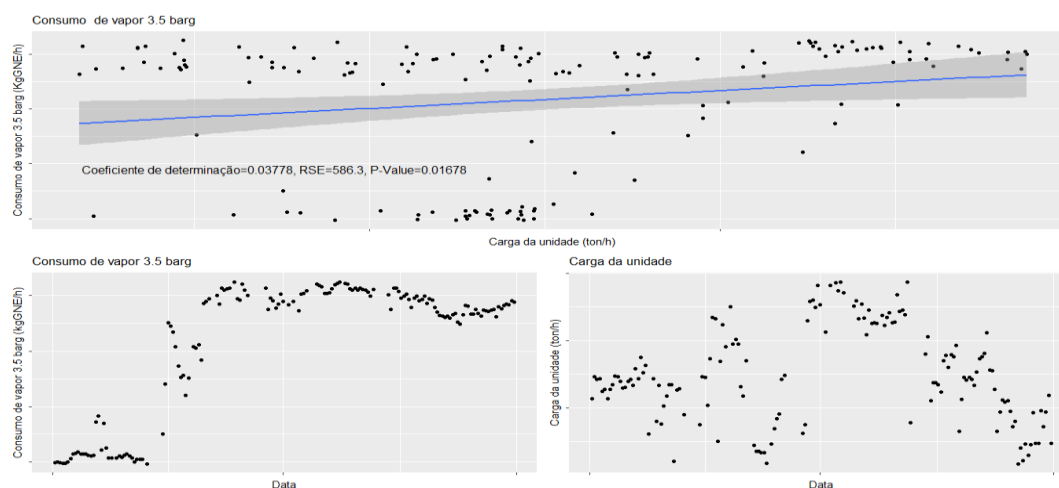 Consumo  de vapor 3.5 barg
Consumo de vapor 3.5 barg (KgGNE/h)
Coeficiente de determinação=0.03778, RSE=586.3, P-Value=0.01678
Carga da unidade (ton/h)
Consumo de vapor 3.5 barg
Consumo de vapor 3.5 barg (kgGNE/h)
Data
Carga da unidade
Carga da unidade (ton/h)
Data